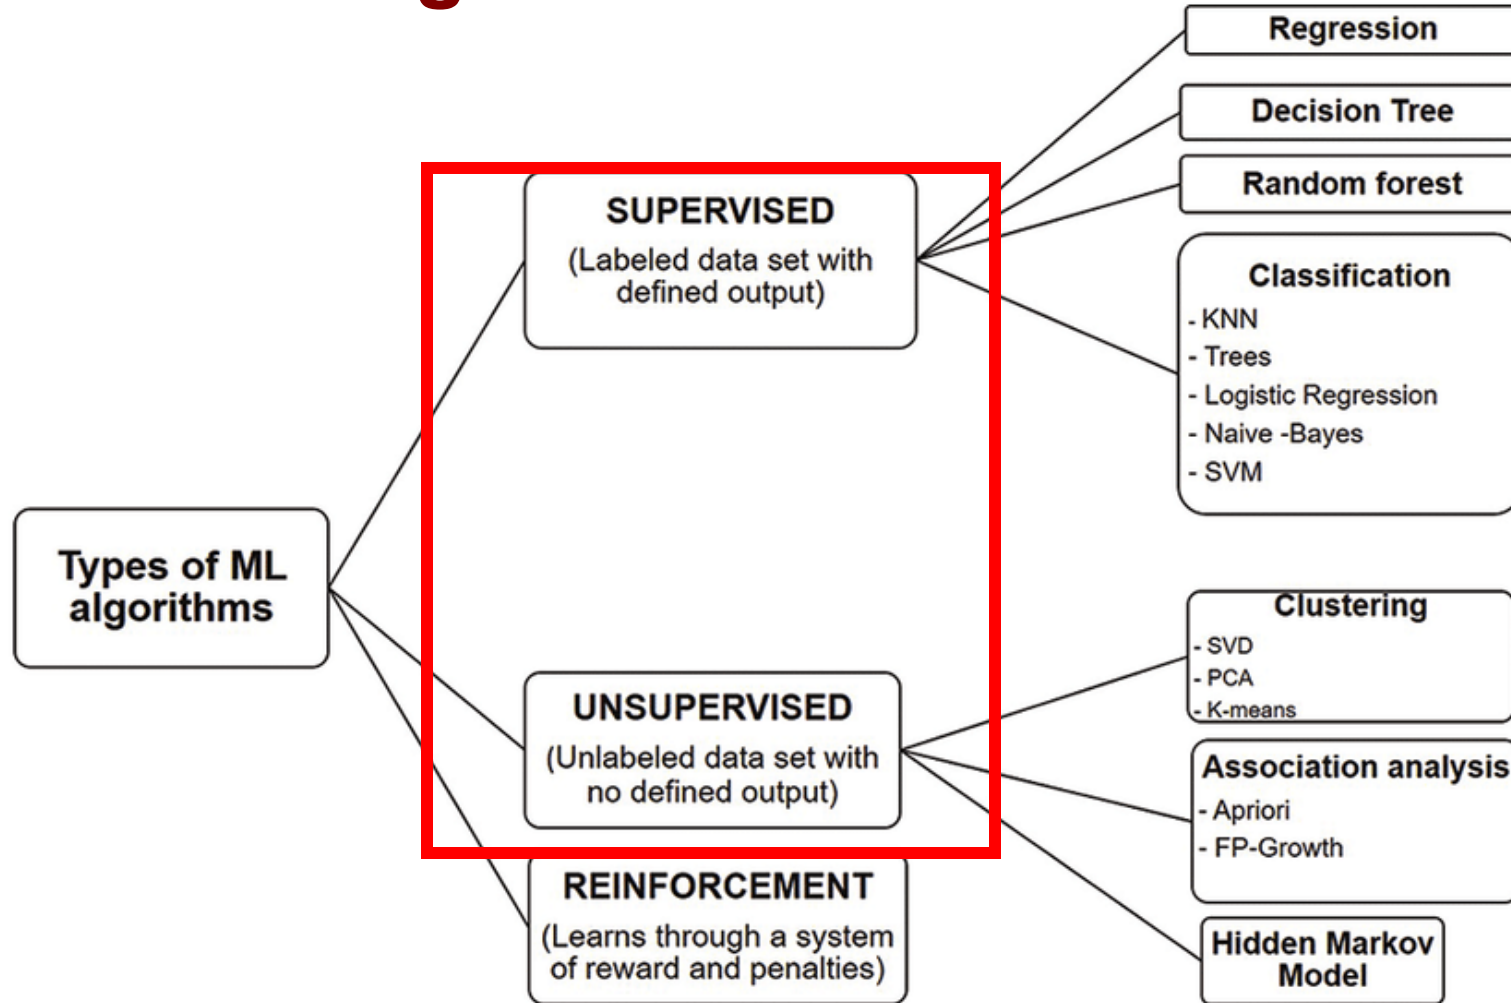 Types of ML
algorithms
SUPERVISED
(Labeled data set with
defined output)
UNSUPERVISED
(Unlabeled data set with
no defined output)
REINFORCEMENT
(Learns through a system
of reward and penalties)
Regression
Decision Tree
Random forest
Classification
- KNN
- Trees
- Logistic Regression
- Naive -Bayes
- SVM
Clustering
- SVD
- PCA
- K-means
Association analysis
- Apriori
- FP-Growth
Hidden Markov
Model